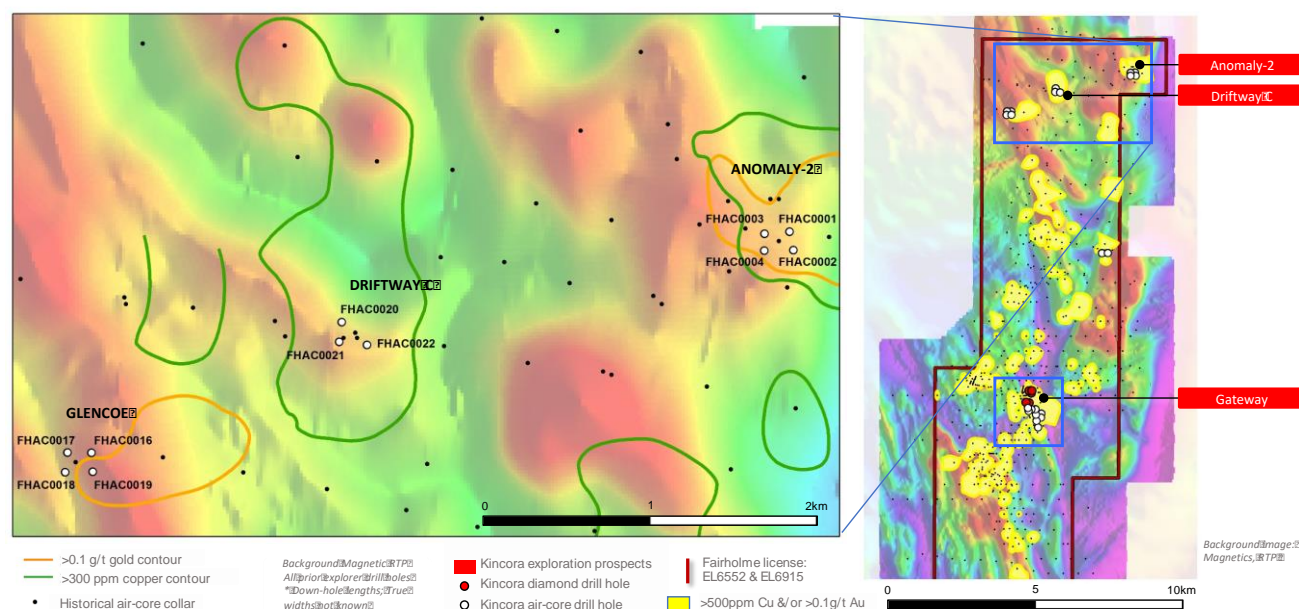 ANOMALY-2
FHAC0003
FHAC0001
FHAC0004
FHAC0002
DRIFTWAY C
FHAC0020
FHAC0021
FHAC0022
GLENCOE
FHAC0017
FHAC0016
FHAC0018
FHAC0019
0
1
2km
>0.1 g/t gold contour
>300 ppm copper contour
Historical air-core collar
Background Magnetic RTP
All prior explorer drill holes
* Down-hole lengths; True
widths not known
Kincora exploration prospects
Kincora diamond drill hole
Kincora air-core drill hole
Fairholme license:
EL6552 & EL6915
>500ppm Cu &/or >0.1g/t Au
Anomaly-2
Driftway C
Gateway
Background Image:
Magnetics, RTP
0
5
10km